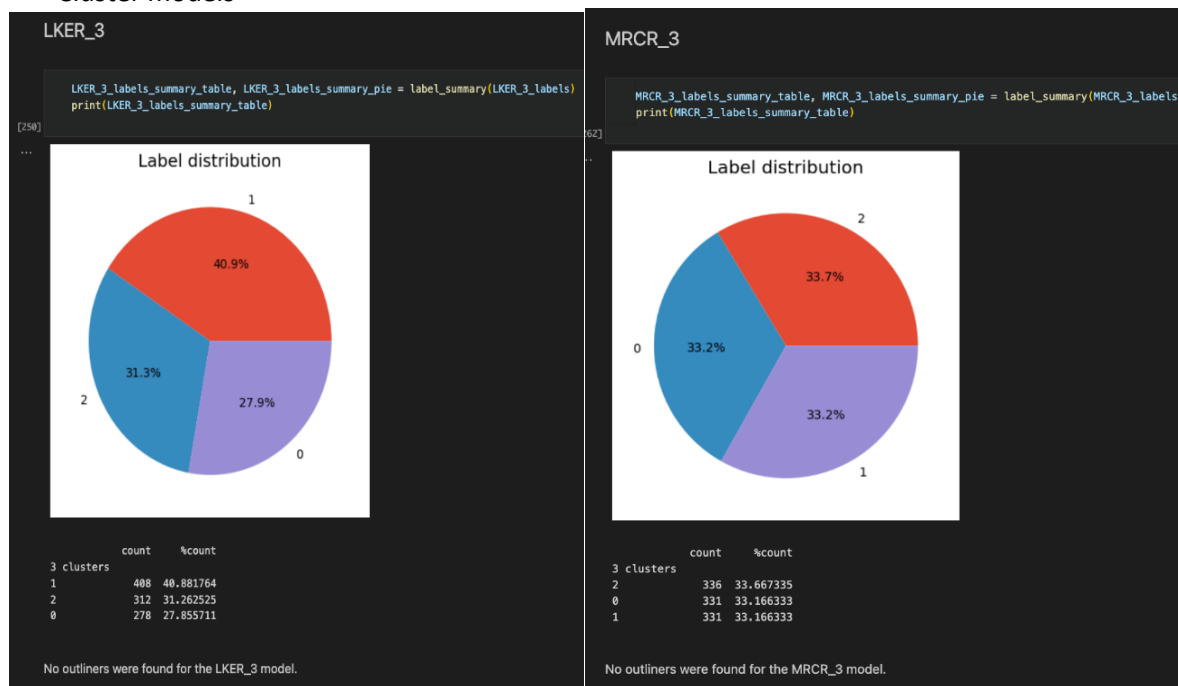 Cluster models
LKER_3
LKER_3_labels_summary_table, LKER_3_labels_summary_pie = label_summary(LKER_3_labels)
print(LKER_3_labels_summary_table)
[250]
...
Label distribution
1
40.9%
31.3%
2
27.9%
0
count %count
3 clusters
1 408 40.881764
2 312 31.262525
0 278 27.855711
No outliners were found for the LKER_3 model.
MRCR_3
MRCR_3_labels_summary_table, MRCR_3_labels_summary_pie = label_summary(MRCR_3_labels
print(MRCR_3_labels_summary_table)
262]
..
Label distribution
2
33.7%
0
33.2%
33.2%
1
count %count
3 clusters
2 336 33.667335
0 331 33.166333
1 331 33.166333
No outliners were found for the MRCR_3 model.